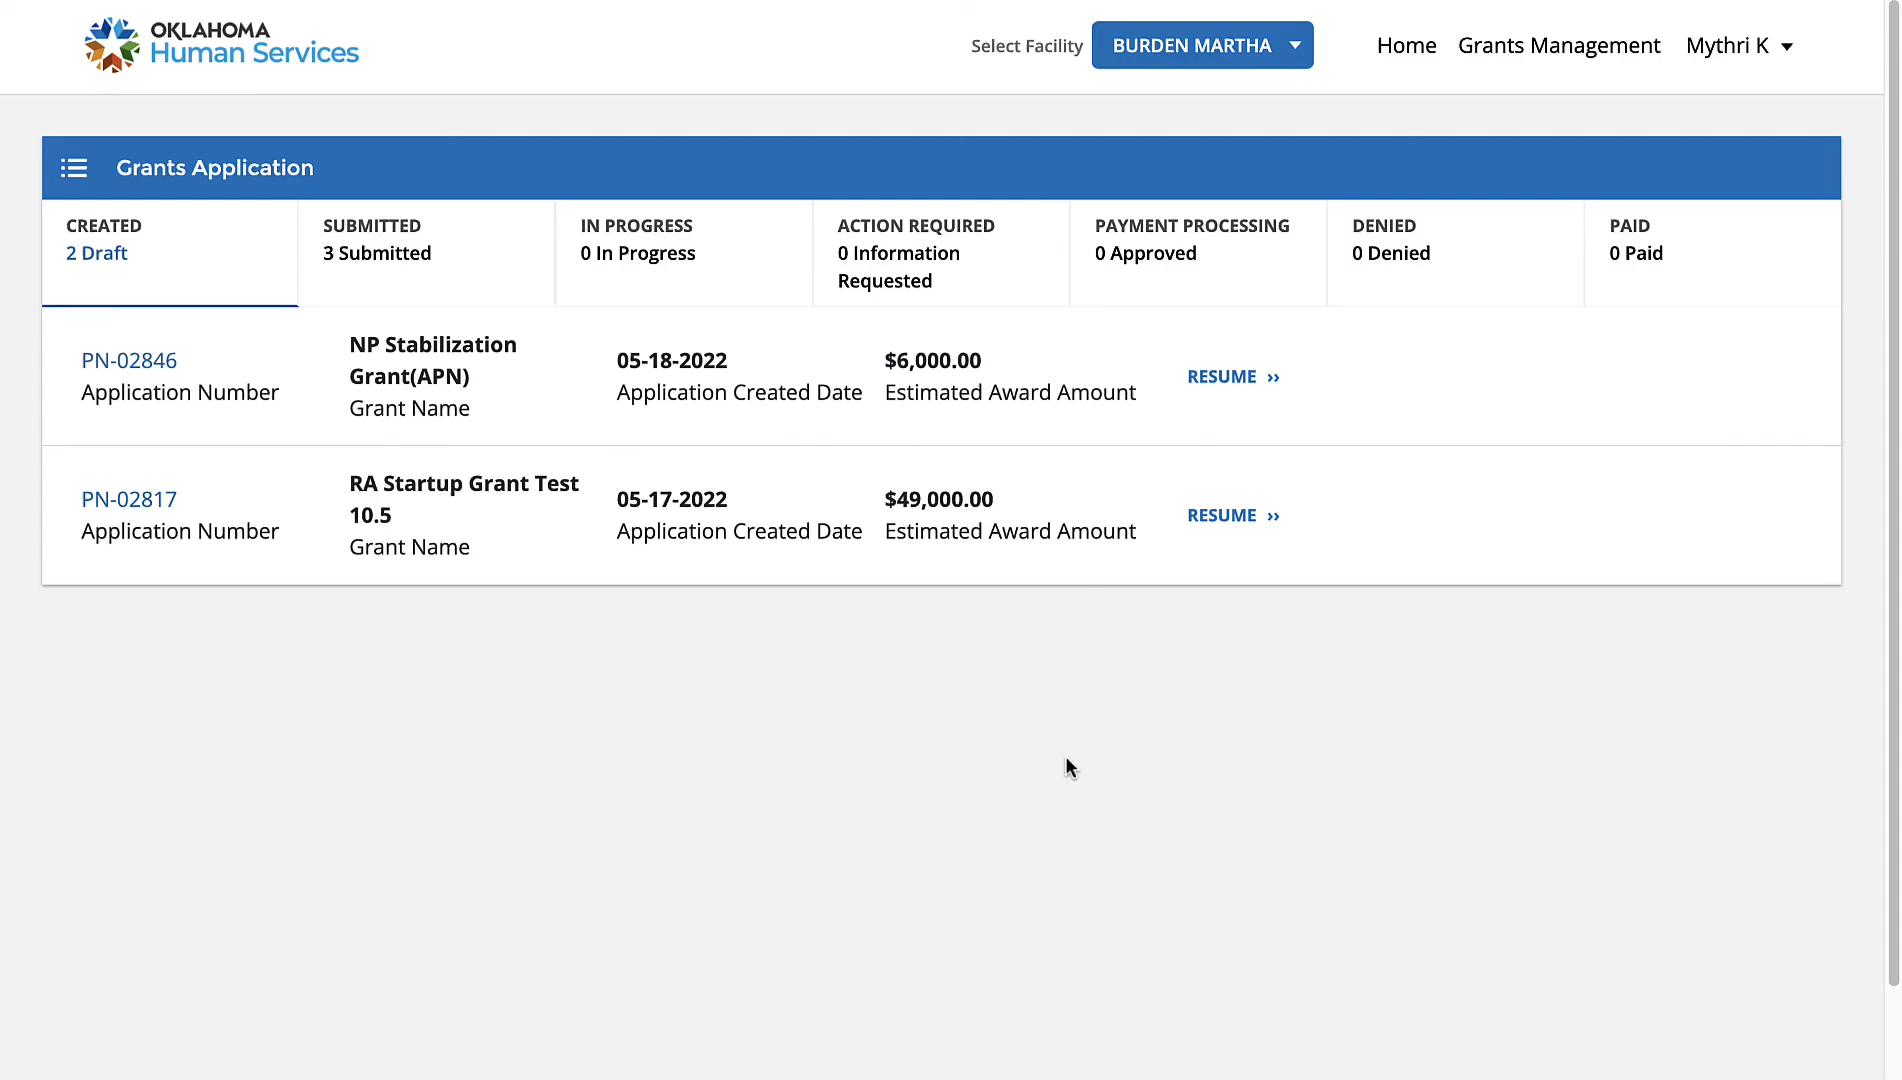 OKLAHOMA
Human Services
Select Facility
BURDEN MARTHA
Home
Grants Management
Mythri K
Grants Application
CREATED
2 Draft
SUBMITTED
3 Submitted
IN PROGRESS
0 In Progress
ACTION REQUIRED
0 Information
Requested
PAYMENT PROCESSING
0 Approved
DENIED
0 Denied
PAID
0 Paid
PN-02846
Application Number
NP Stabilization
Grant(APN)
Grant Name
05-18-2022
Application Created Date
$6,000.00
Estimated Award Amount
RESUME ››
PN-02817
Application Number
RA Startup Grant Test
10.5
Grant Name
05-17-2022
Application Created Date
$49,000.00
Estimated Award Amount
RESUME ››